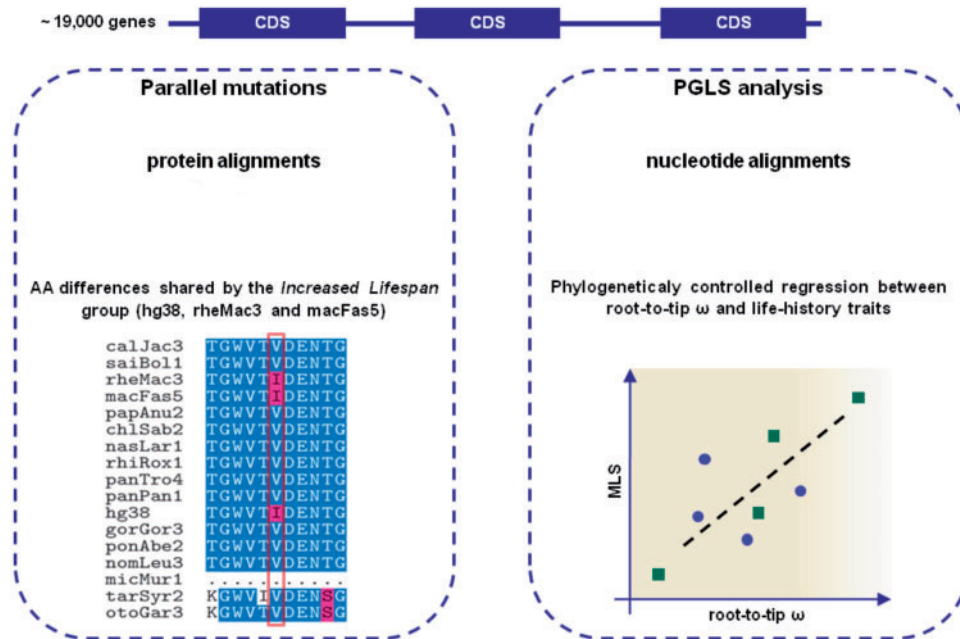 ~ 19,000 genes
CDS
CDS
CDS
Parallel mutations
protein alignments
AA differences shared by the Increased Lifespan
group (hg38, rheMac3 and macFas5)
calJac3 TGWVTVDENTG
saiBol1 TGWVTVDENTG
rheMac3 TGWVTIDENTG
macFas5 TGWVTIDENTG
papAnu2 TGWVTVDENTG
chlSab2 TGWVTVDENTG
nasLar1 TGWVTVDENTG
rhiRox1 TGWVTVDENTG
panTro4 TGWVTVDENTG
panPan1 TGWVTVDENTG
hg38 TGWVTIDENTG
gorGor3 TGWVTVDENTG
ponAbe2 TGWVTVDENTG
nomLeu3 TGWVTVDENTG
micMur1 ...........
tarSyr2 KGWVIVDENSG
otoGar3 KGWVTVDENSG
PGLS analysis
nucleotide alignments
Phylogeneticaly controlled regression between
root-to-tip ω and life-history traits
MLS
root-to-tip ω